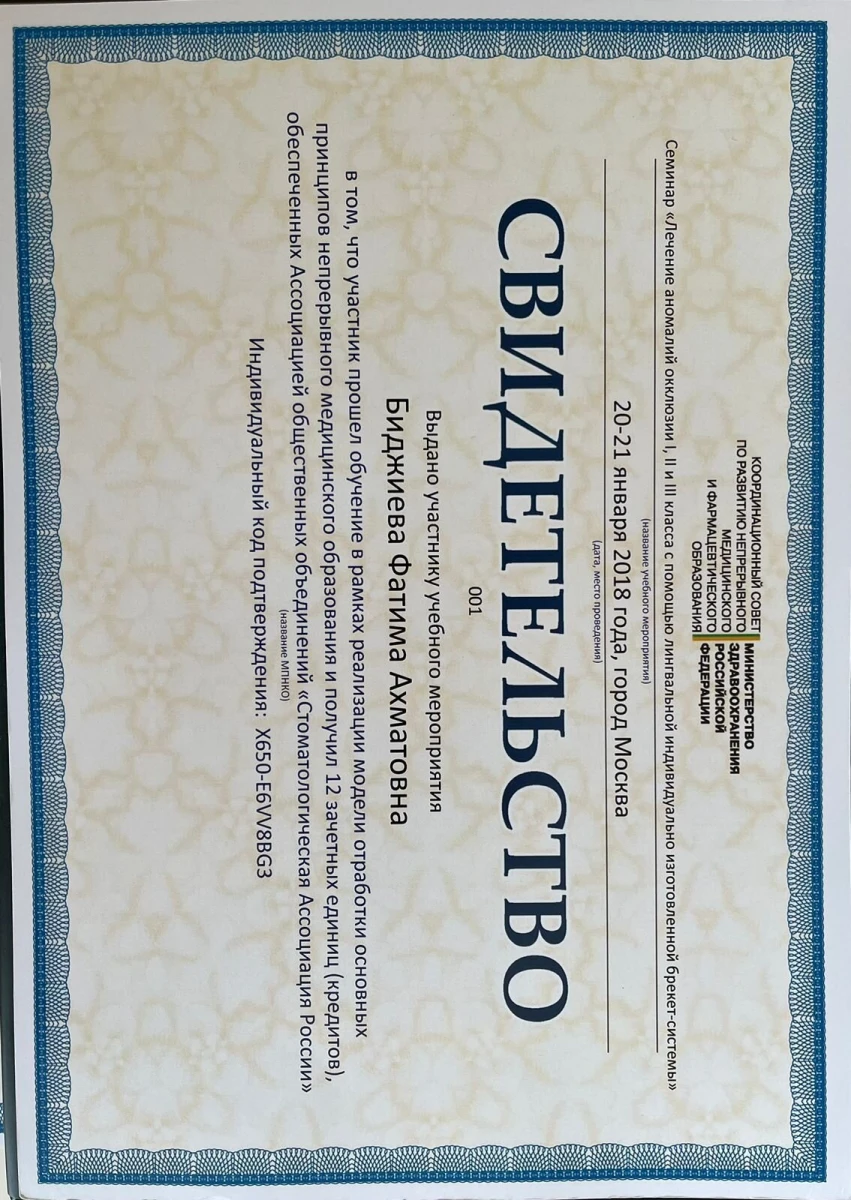 КООРДИНАЦИОННЫЙ СОВЕТ
ПО РАЗВИТИЮ НЕПРЕРЫВНОГО
МЕДИЦИНСКОГО
И ФАРМАЦЕВТИЧЕСКОГО
ОБРАЗОВАНИЯ
МИНИСТЕРСТВО
ЗДРАВООХРАНЕНИЯ
РОССИЙСКОЙ
ФЕДЕРАЦИИ
Семинар «Лечение аномалий окклюзии I, II и III класса с помощью лингвальной индивидуально изготовленной брекет-системы»
(название учебного мероприятия)
20-21 января 2018 года, город Москва
(дата, место проведения)
СВИДЕТЕЛЬСТВО
001
Выдано участнику учебного мероприятия
Биджиева Фатима Ахматовна
в том, что участник прошел обучение в рамках реализации модели отработки основных
принципов непрерывного медицинского образования и получил 12 зачетных единиц (кредитов),
обеспеченных Ассоциацией общественных объединений «Стоматологическая Ассоциация России»
(название МПНКО)
Индивидуальный код подтверждения: X650-E6VV8BG3